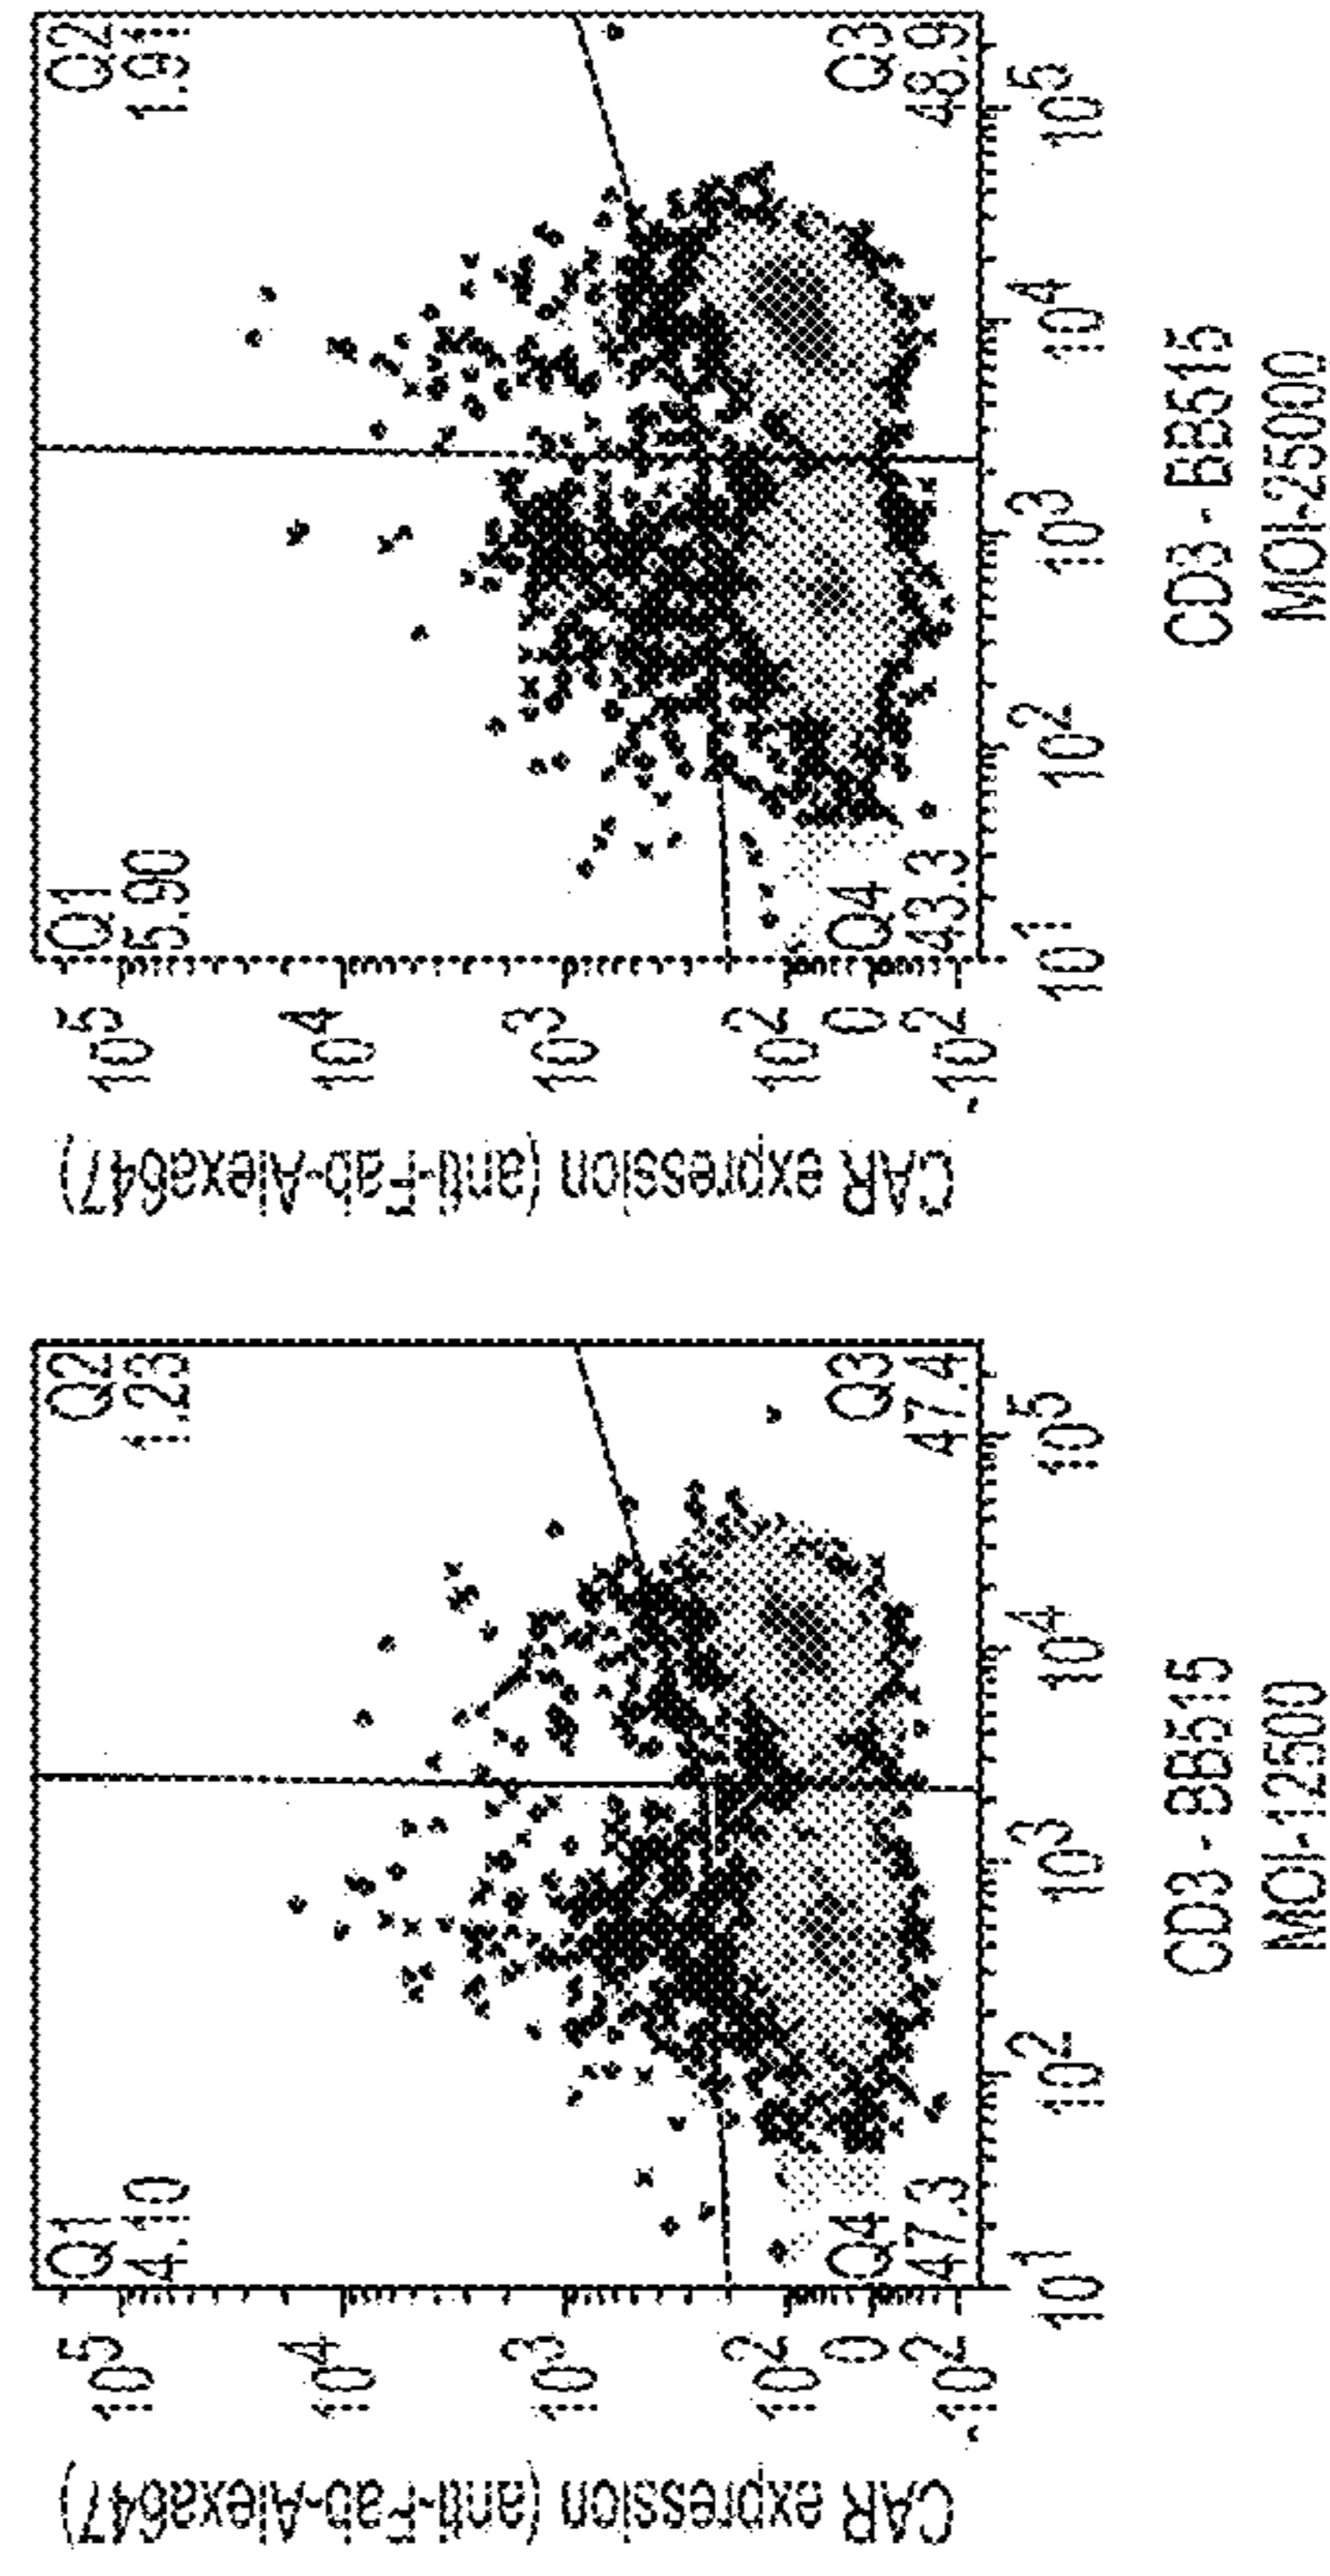 CAR expression (anti-Fab-Alexa647)
10^5
10^4
10^3
10^2
0
-10^2
Q1
4.10
Q2
1.23
Q4
47.3
Q3
47.4
10^1 10^2 10^3 10^4 10^5
CD3 - BB515
MOI-12500
CAR expression (anti-Fab-Alexa647)
10^5
10^4
10^3
10^2
0
-10^2
Q1
5.90
Q2
1.91
Q4
43.3
Q3
48.9
10^1 10^2 10^3 10^4 10^5
CD3 - BB515
MOI-25000